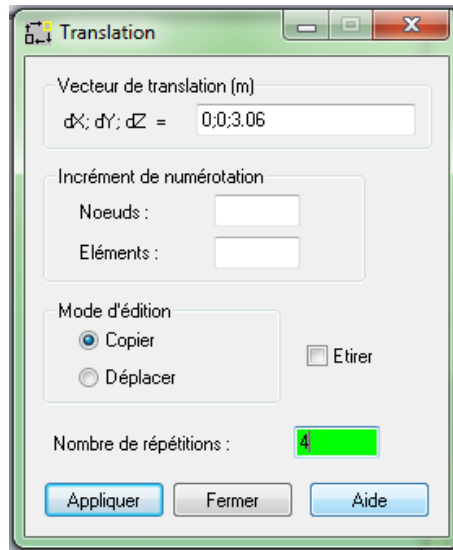 Translation
Vecteur de translation (m)
dX; dY; dZ = 0;0;3.06
Incrément de numérotation
Noeuds :
Eléments :
Mode d'édition
Copier
Etirer
Déplacer
Nombre de répétitions : 4
Appliquer Fermer Aide